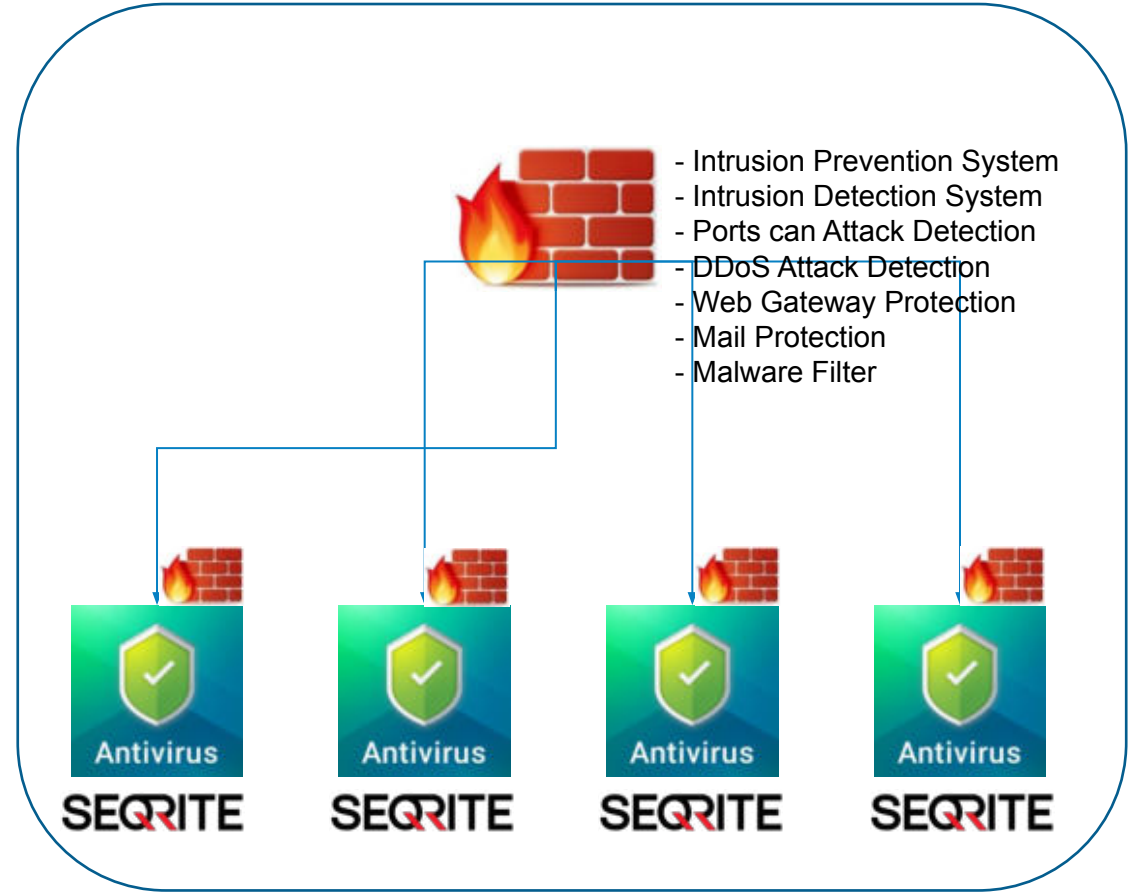 - Intrusion Prevention System
- Intrusion Detection System
- Ports can Attack Detection
- DDoS Attack Detection
- Web Gateway Protection
- Mail Protection
- Malware Filter
Antivirus
Antivirus
Antivirus
Antivirus
SEQRITE
SEQRITE
SEQRITE
SEQRITE